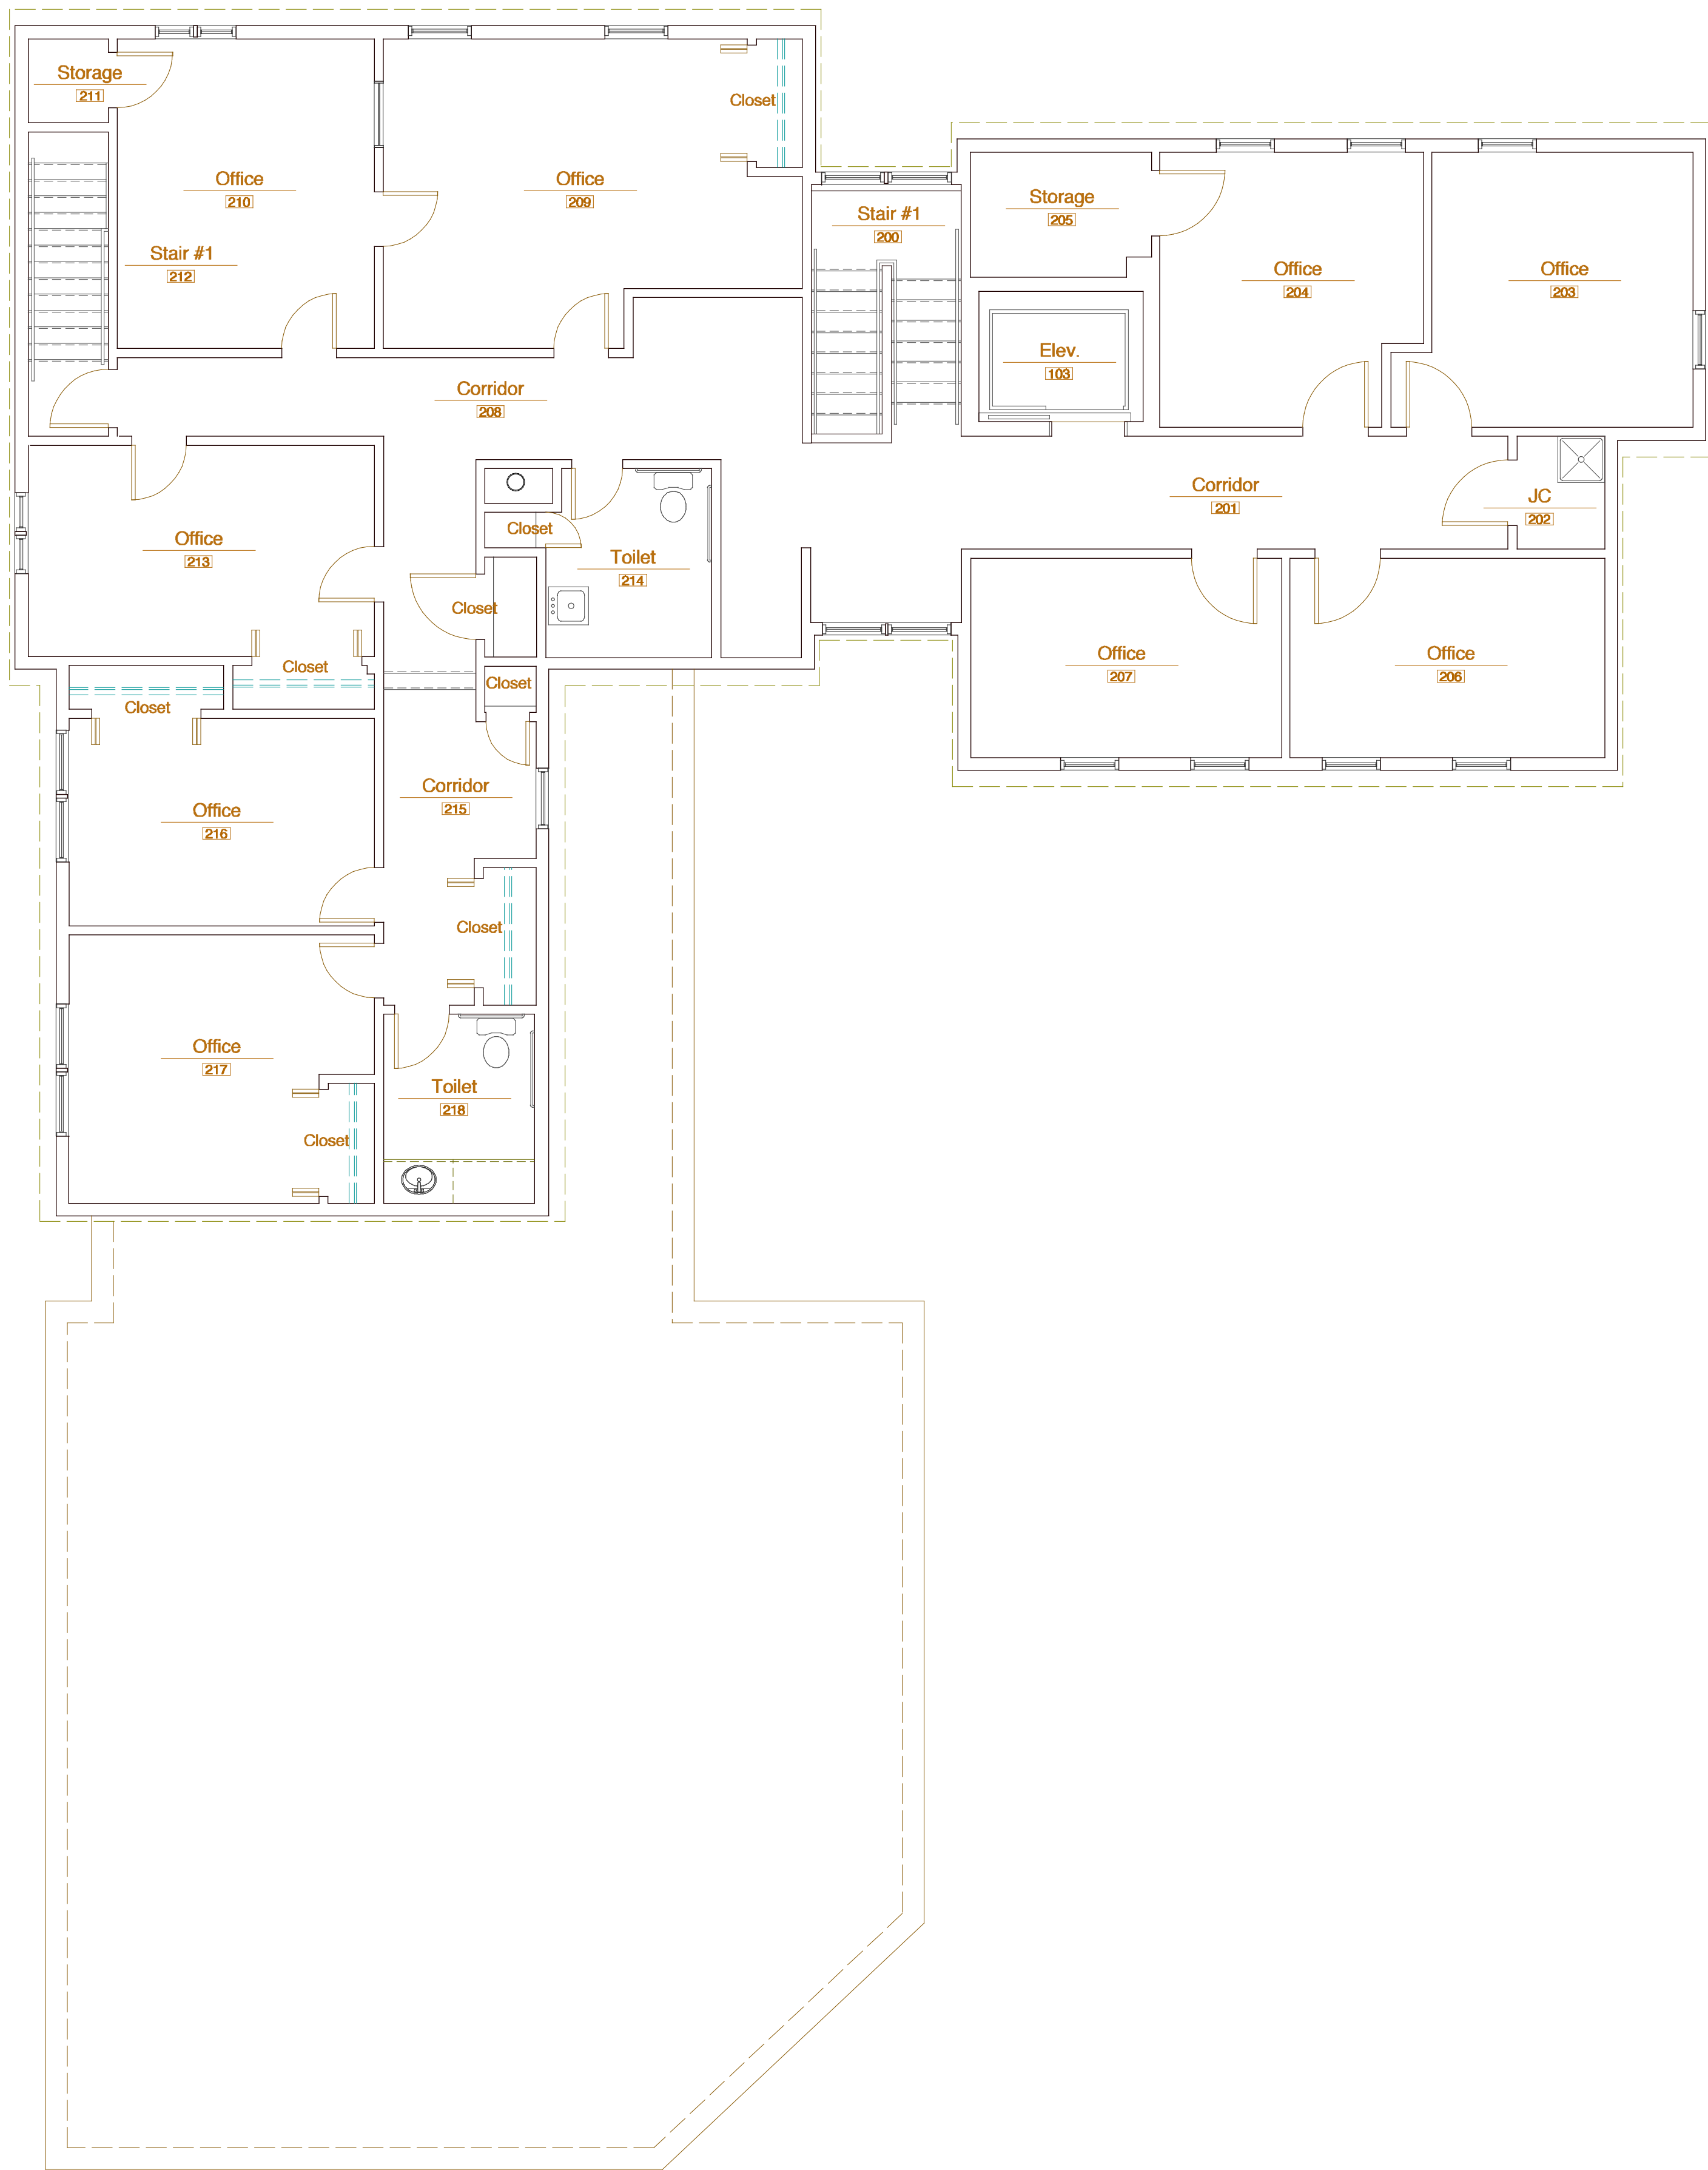 Storage
211
Closet
Office
210
Office
209
Storage
205
Stair #1
200
Stair #1
212
Office
204
Office
203
Elev.
103
Corridor
208
Corridor
201
JC
202
Closet
Office
213
Toilet
214
Closet
Closet
Closet
Closet
Office
207
Office
206
Corridor
215
Office
216
Closet
Office
217
Toilet
218
Closet